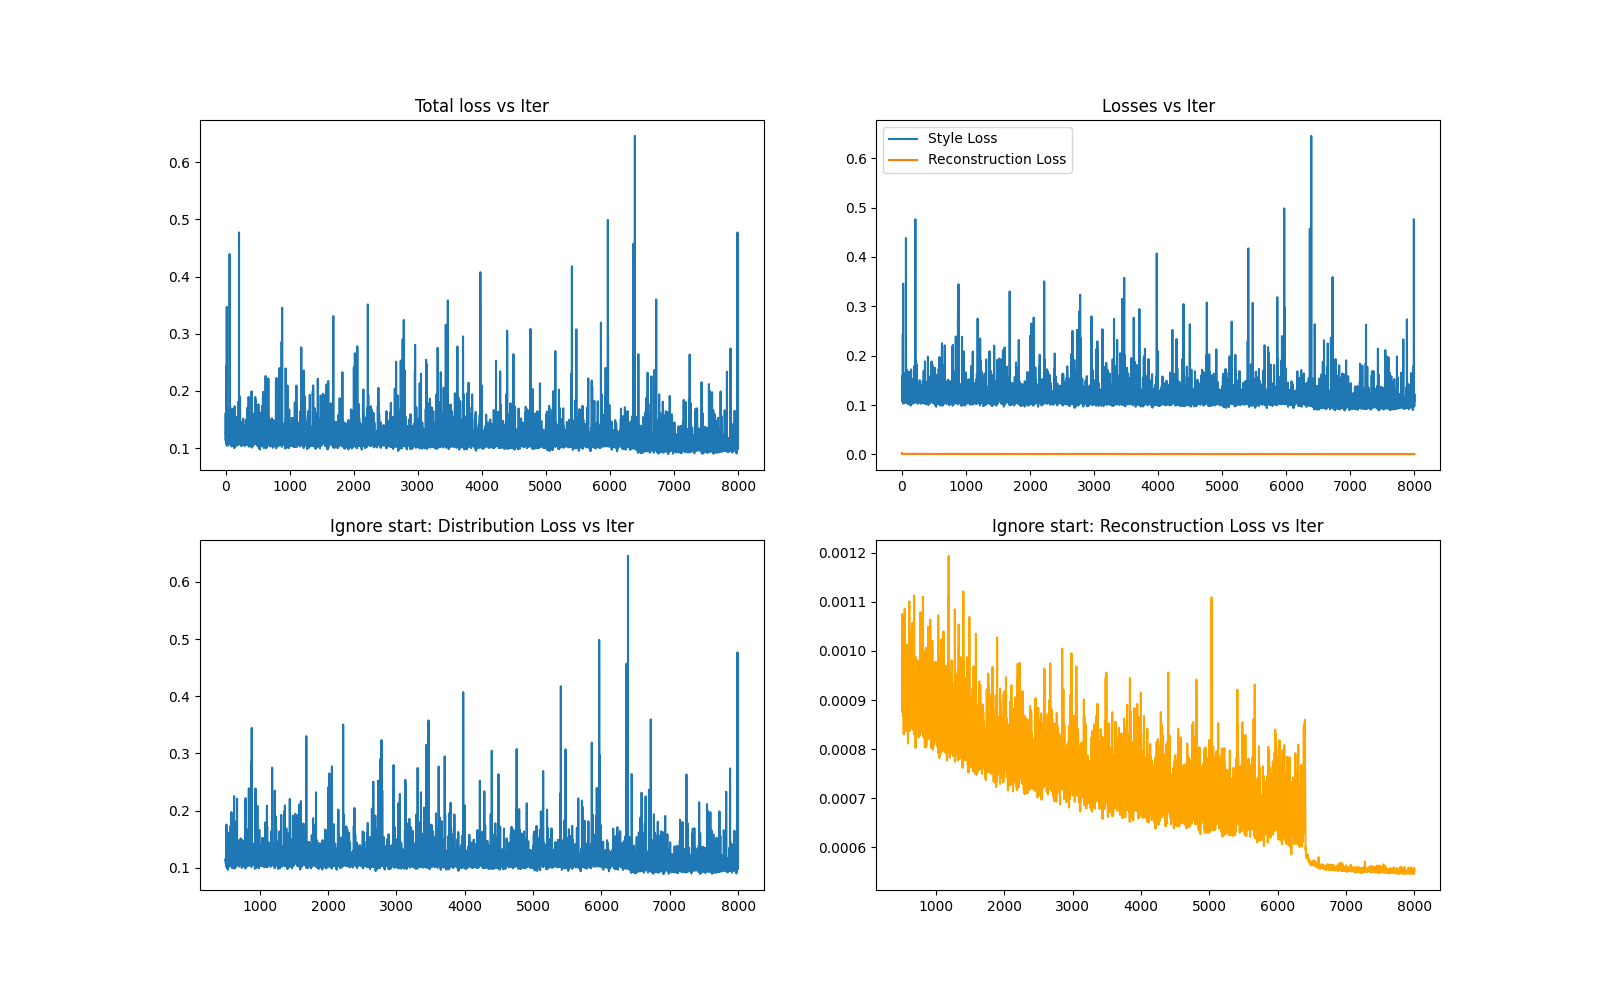 Total loss vs Iter
0.6
0.5
0.4
0.3
0.2
0.1
0 1000 2000 3000 4000 5000 6000 7000 8000
Losses vs Iter
Style Loss
Reconstruction Loss
0.6
0.5
0.4
0.3
0.2
0.1
0.0
0 1000 2000 3000 4000 5000 6000 7000 8000
Ignore start: Distribution Loss vs Iter
0.6
0.5
0.4
0.3
0.2
0.1
1000 2000 3000 4000 5000 6000 7000 8000
Ignore start: Reconstruction Loss vs Iter
0.0012
0.0011
0.0010
0.0009
0.0008
0.0007
0.0006
1000 2000 3000 4000 5000 6000 7000 8000